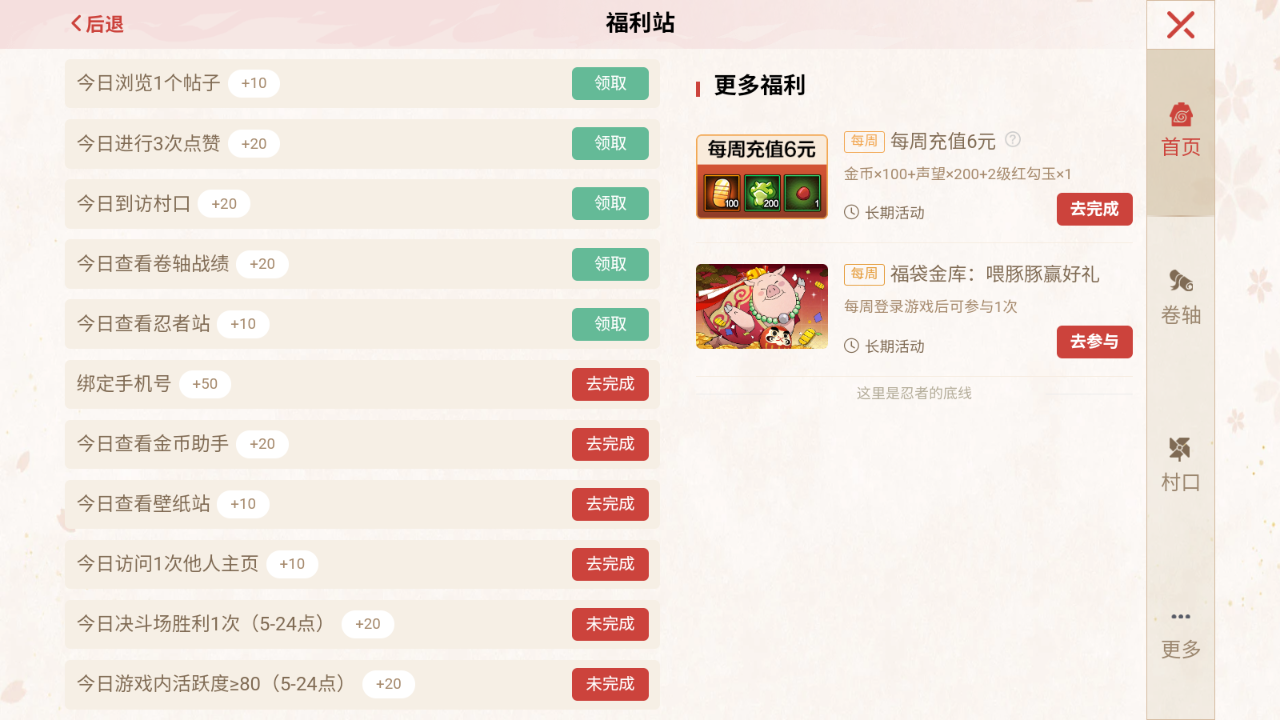 后退
福利站
今日浏览1个帖子 +10 领取
今日进行3次点赞 +20 领取
今日到访村口 +20 领取
今日查看卷轴战绩 +20 领取
今日查看忍者站 +10 领取
绑定手机号 +50 去完成
今日查看金币助手 +20 去完成
今日查看壁纸站 +10 去完成
今日访问1次他人主页 +10 去完成
今日决斗场胜利1次（5-24点） +20 未完成
今日游戏内活跃度≥80（5-24点） +20 未完成
更多福利
每周充值6元
100 200 1
每周 每周充值6元 ?
金币×100+声望×200+2级红勾玉×1
长期活动 去完成
每周 福袋金库：喂豚豚赢好礼
每周登录游戏后可参与1次
长期活动 去参与
这里是忍者的底线
首页
卷轴
村口
更多